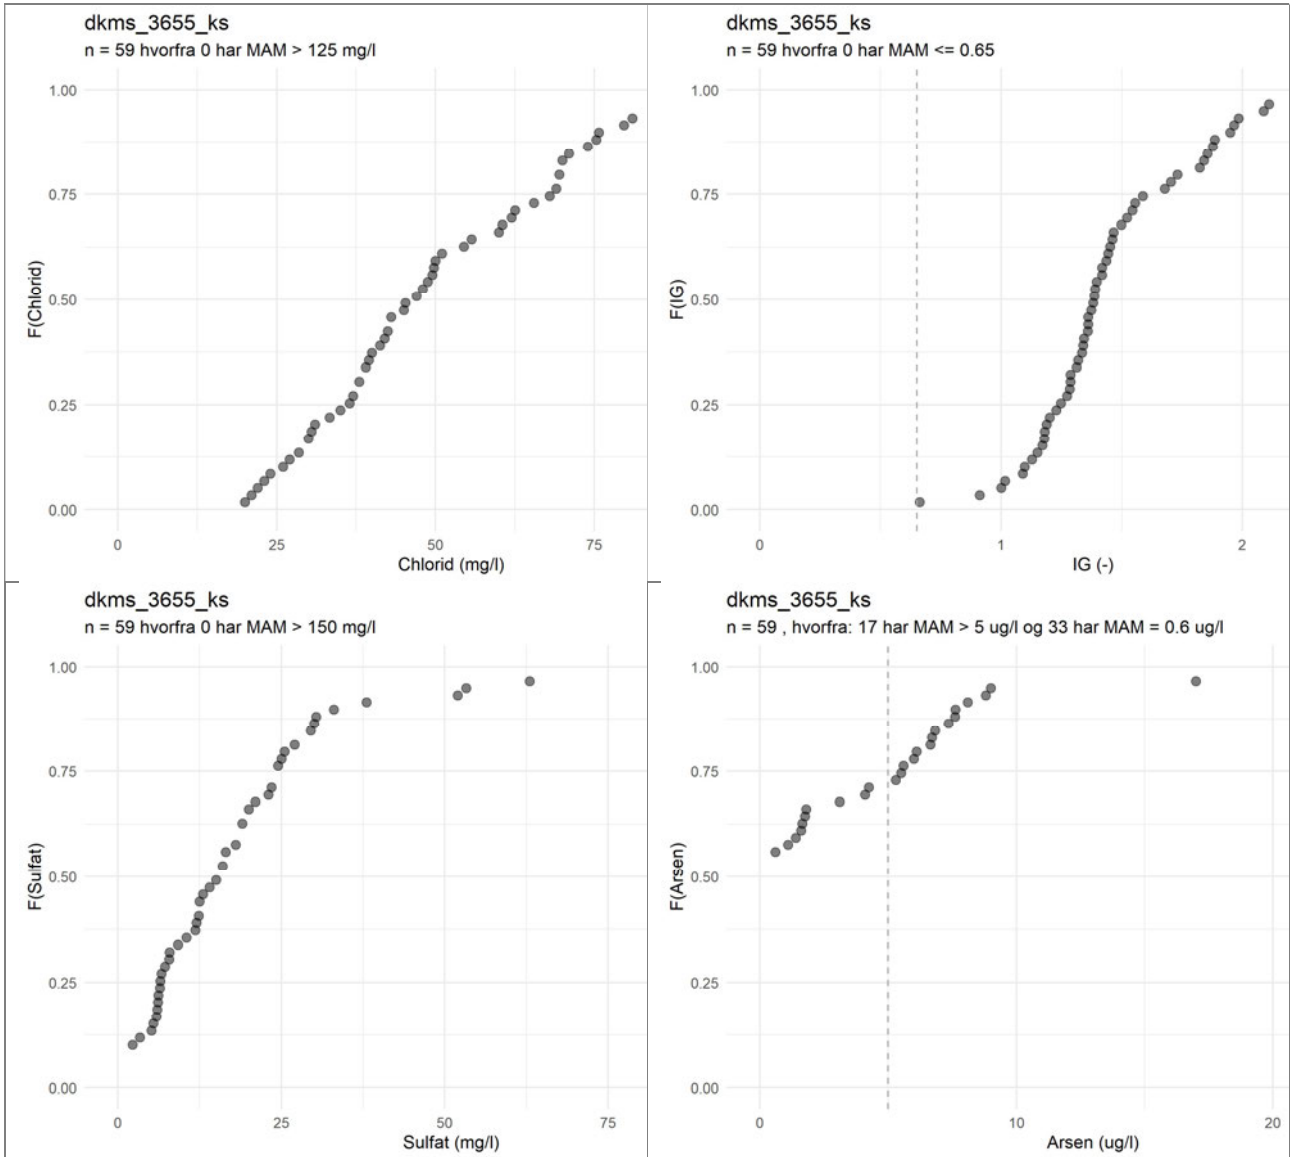 dkms_3655_ks
n = 59 hvorfra 0 har MAM > 125 mg/l
1.00
0.75
0.50
0.25
0.00
F(Chlorid)
0 25 50 75
Chlorid (mg/l)
dkms_3655_ks
n = 59 hvorfra 0 har MAM <= 0.65
1.00
0.75
0.50
0.25
0.00
F(IG)
0 1 2
IG (-)
dkms_3655_ks
n = 59 hvorfra 0 har MAM > 150 mg/l
1.00
0.75
0.50
0.25
0.00
F(Sulfat)
0 25 50 75
Sulfat (mg/l)
dkms_3655_ks
n = 59 , hvorfra: 17 har MAM > 5 ug/l og 33 har MAM = 0.6 ug/l
1.00
0.75
0.50
0.25
0.00
F(Arsen)
0 10 20
Arsen (ug/l)